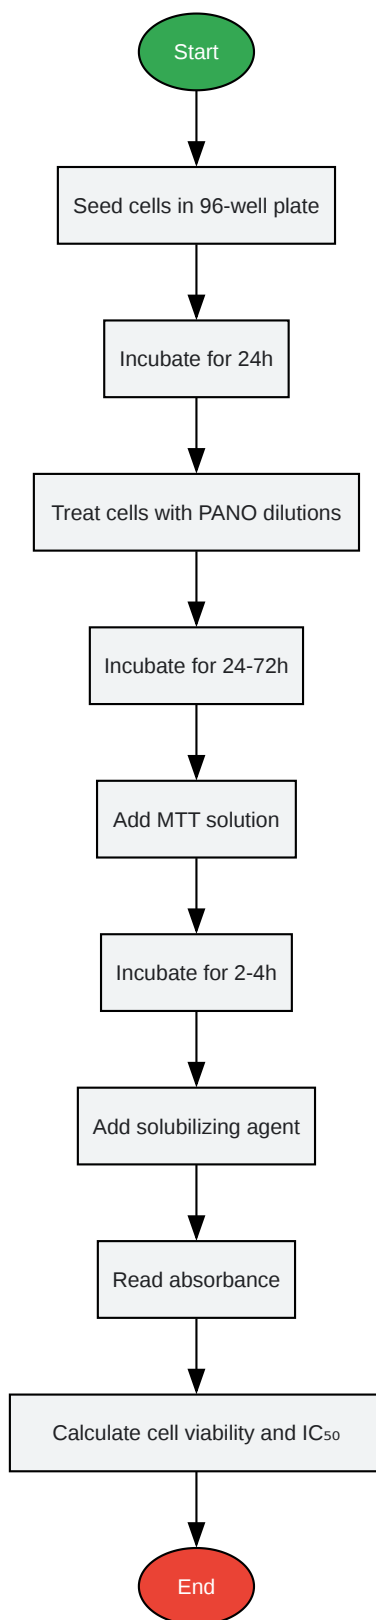 Start
Seed cells in 96-well plate
Incubate for 24h
Treat cells with PANO dilutions
Incubate for 24-72h
Add MTT solution
Incubate for 2-4h
Add solubilizing agent
Read absorbance
Calculate cell viability and IC₅₀
End